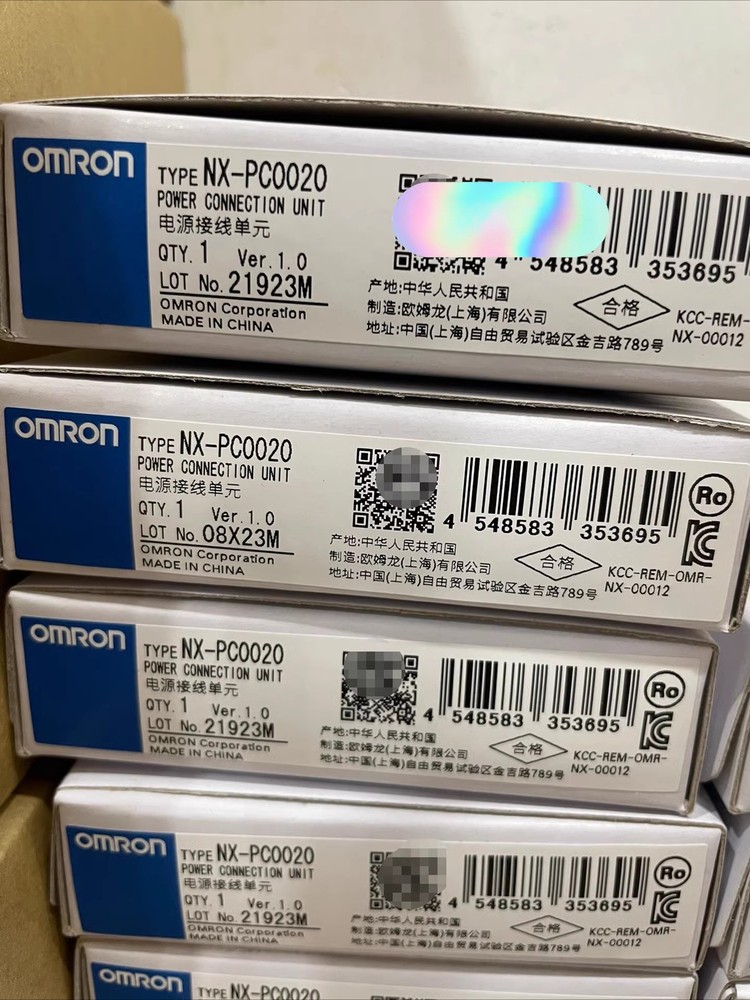 OMRON
TYPE NX-PC0020
POWER CONNECTION UNIT
电源接线单元
QTY. 1 Ver.1.0
LOT No. 21923M
OMRON Corporation
MADE IN CHINA
4 548583 353695
产地:中华人民共和国
制造:欧姆龙(上海)有限公司
地址:中国(上海)自由贸易试验区金吉路789号
合格
KCC-REM-
NX-00012
OMRON
TYPE NX-PC0020
POWER CONNECTION UNIT
电源接线单元
QTY. 1 Ver.1.0
LOT No. 08X23M
OMRON Corporation
MADE IN CHINA
4 548583 353695
产地:中华人民共和国
制造:欧姆龙(上海)有限公司
地址:中国(上海)自由贸易试验区金吉路789号
合格
Ro
KCC-REM-OMR-
NX-00012
OMRON
TYPE NX-PC0020
POWER CONNECTION UNIT
电源接线单元
QTY. 1 Ver.1.0
LOT No. 21923M
OMRON Corporation
MADE IN CHINA
4 548583 353695
产地:中华人民共和国
制造:欧姆龙(上海)有限公司
地址:中国(上海)自由贸易试验区金吉路789号
合格
Ro
KCC-REM-OMR-
NX-00012
OMRON
TYPE NX-PC0020
POWER CONNECTION UNIT
电源接线单元
QTY. 1 Ver.1.0
LOT No. 21923M
OMRON Corporation
MADE IN CHINA
4 548583 353695
产地:中华人民共和国
制造:欧姆龙(上海)有限公司
地址:中国(上海)自由贸易试验区金吉路789号
合格
Ro
KCC-REM-OMR-
NX-00012
OMRON
TYPE NX-PC0020